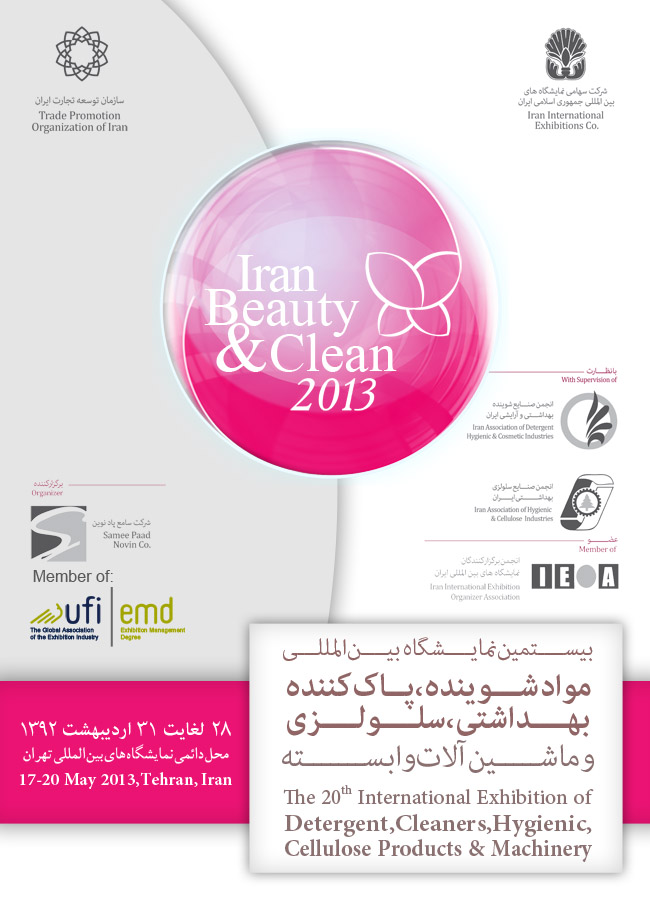 سازمان توسعه تجارت ایران
Trade Promotion
Organization of Iran
شرکت سهامی نمایشگاه های
بین المللی جمهوری اسلامی ایران
Iran International
Exhibitions Co.
Iran
Beauty
&Clean
2013
با نظارت
With Supervision of
انجمن صنایع شوینده
بهداشتی و آرایشی ایران
Iran Association of Detergent
Hygienic & Cosmetic Industries
انجمن صنایع سلولزی
بهداشتی ایران
Iran Association of Hygienic
& Cellulose Industries
عضو
Member of
انجمن برگزارکنندگان
نمایشگاه های بین المللی ایران
Iran International Exhibition
Organizer Association
IEOA
برگزارکننده
Organizer
شرکت سامع پاد نوین
Samee Paad
Novin Co.
Member of:
ufi
The Global Association
of the Exhibition Industry
emd
Exhibition Management
Degree
بیستمین نمایشگاه بین المللی
مواد شوینده، پاک کننده
بهداشتی، سلولزی
و ماشین آلات وابسته
The 20th International Exhibition of
Detergent,Cleaners,Hygienic,
Cellulose Products & Machinery
۲۸ لغایت ۳۱ اردیبهشت ۱۳۹۲
محل دائمی نمایشگاه‌های بین‌المللی تهران
17-20 May 2013,Tehran, Iran